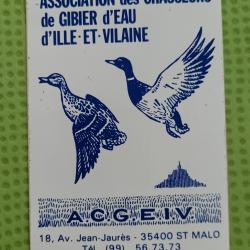 ASSOCIATION des CHASSEURS
de GIBIER d'EAU
d'ILLE-ET-VILAINE
A.C.G.E.I.V.
18, Av. Jean-Jaurès - 35400 ST MALO
Tél. (99) 56.73.73